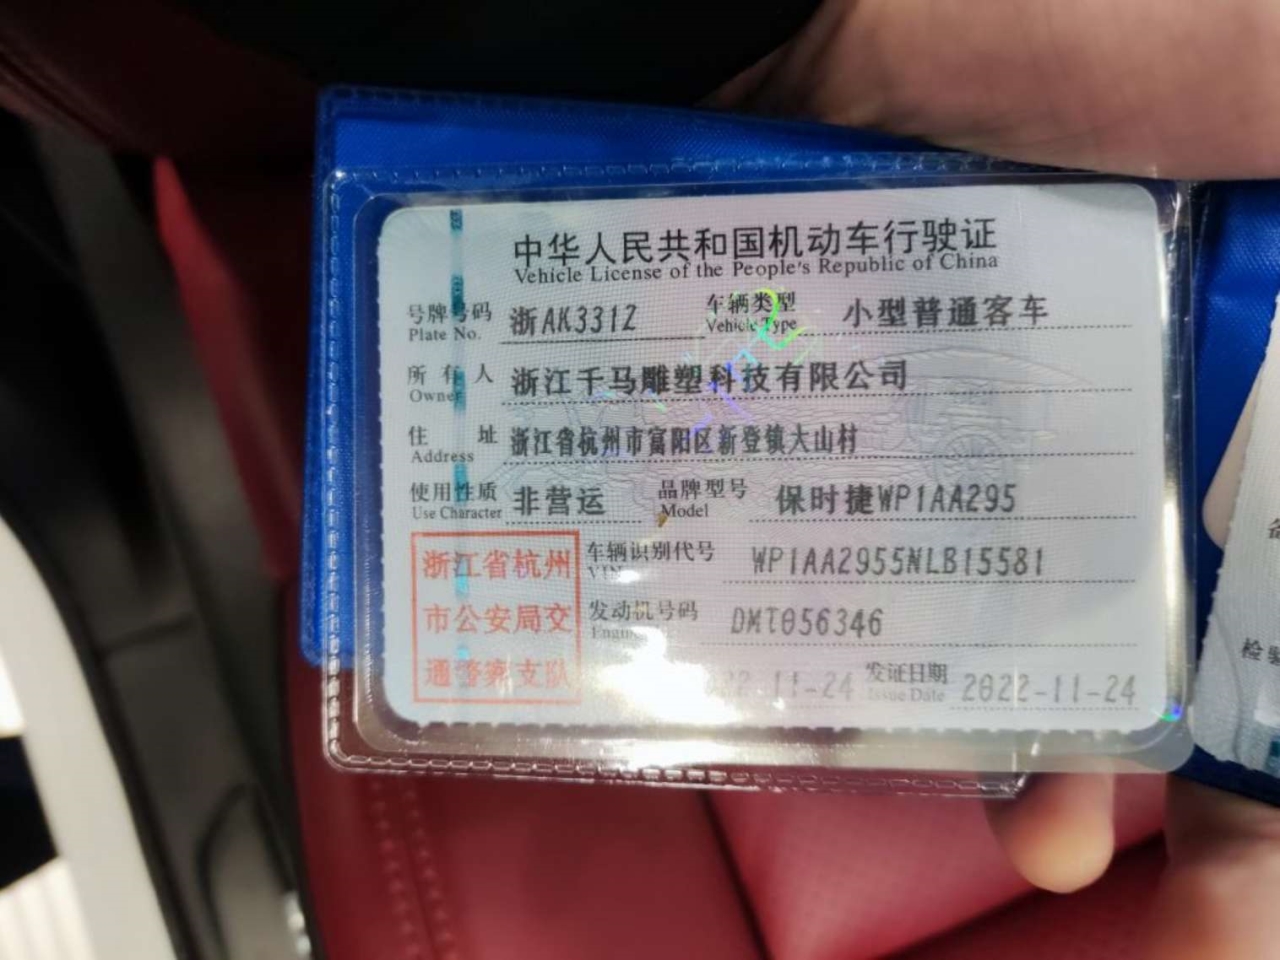 中华人民共和国机动车行驶证
Vehicle License of the People's Republic of China
号牌号码 浙AK3312 车辆类型 小型普通客车
Plate No. Vehicle Type
所有人 浙江千马雕塑科技有限公司
Owner
住址 浙江省杭州市富阳区新登镇大山村
Address
使用性质 非营运 品牌型号 保时捷WP1AA295
Use Character Model
浙江省杭州 车辆识别代号 WP1AA2955NLB15581
VIN
市公安局交 发动机号码 DMT056346
通警察支队 11-24 发证日期 2022-11-24
Issue Date
检验